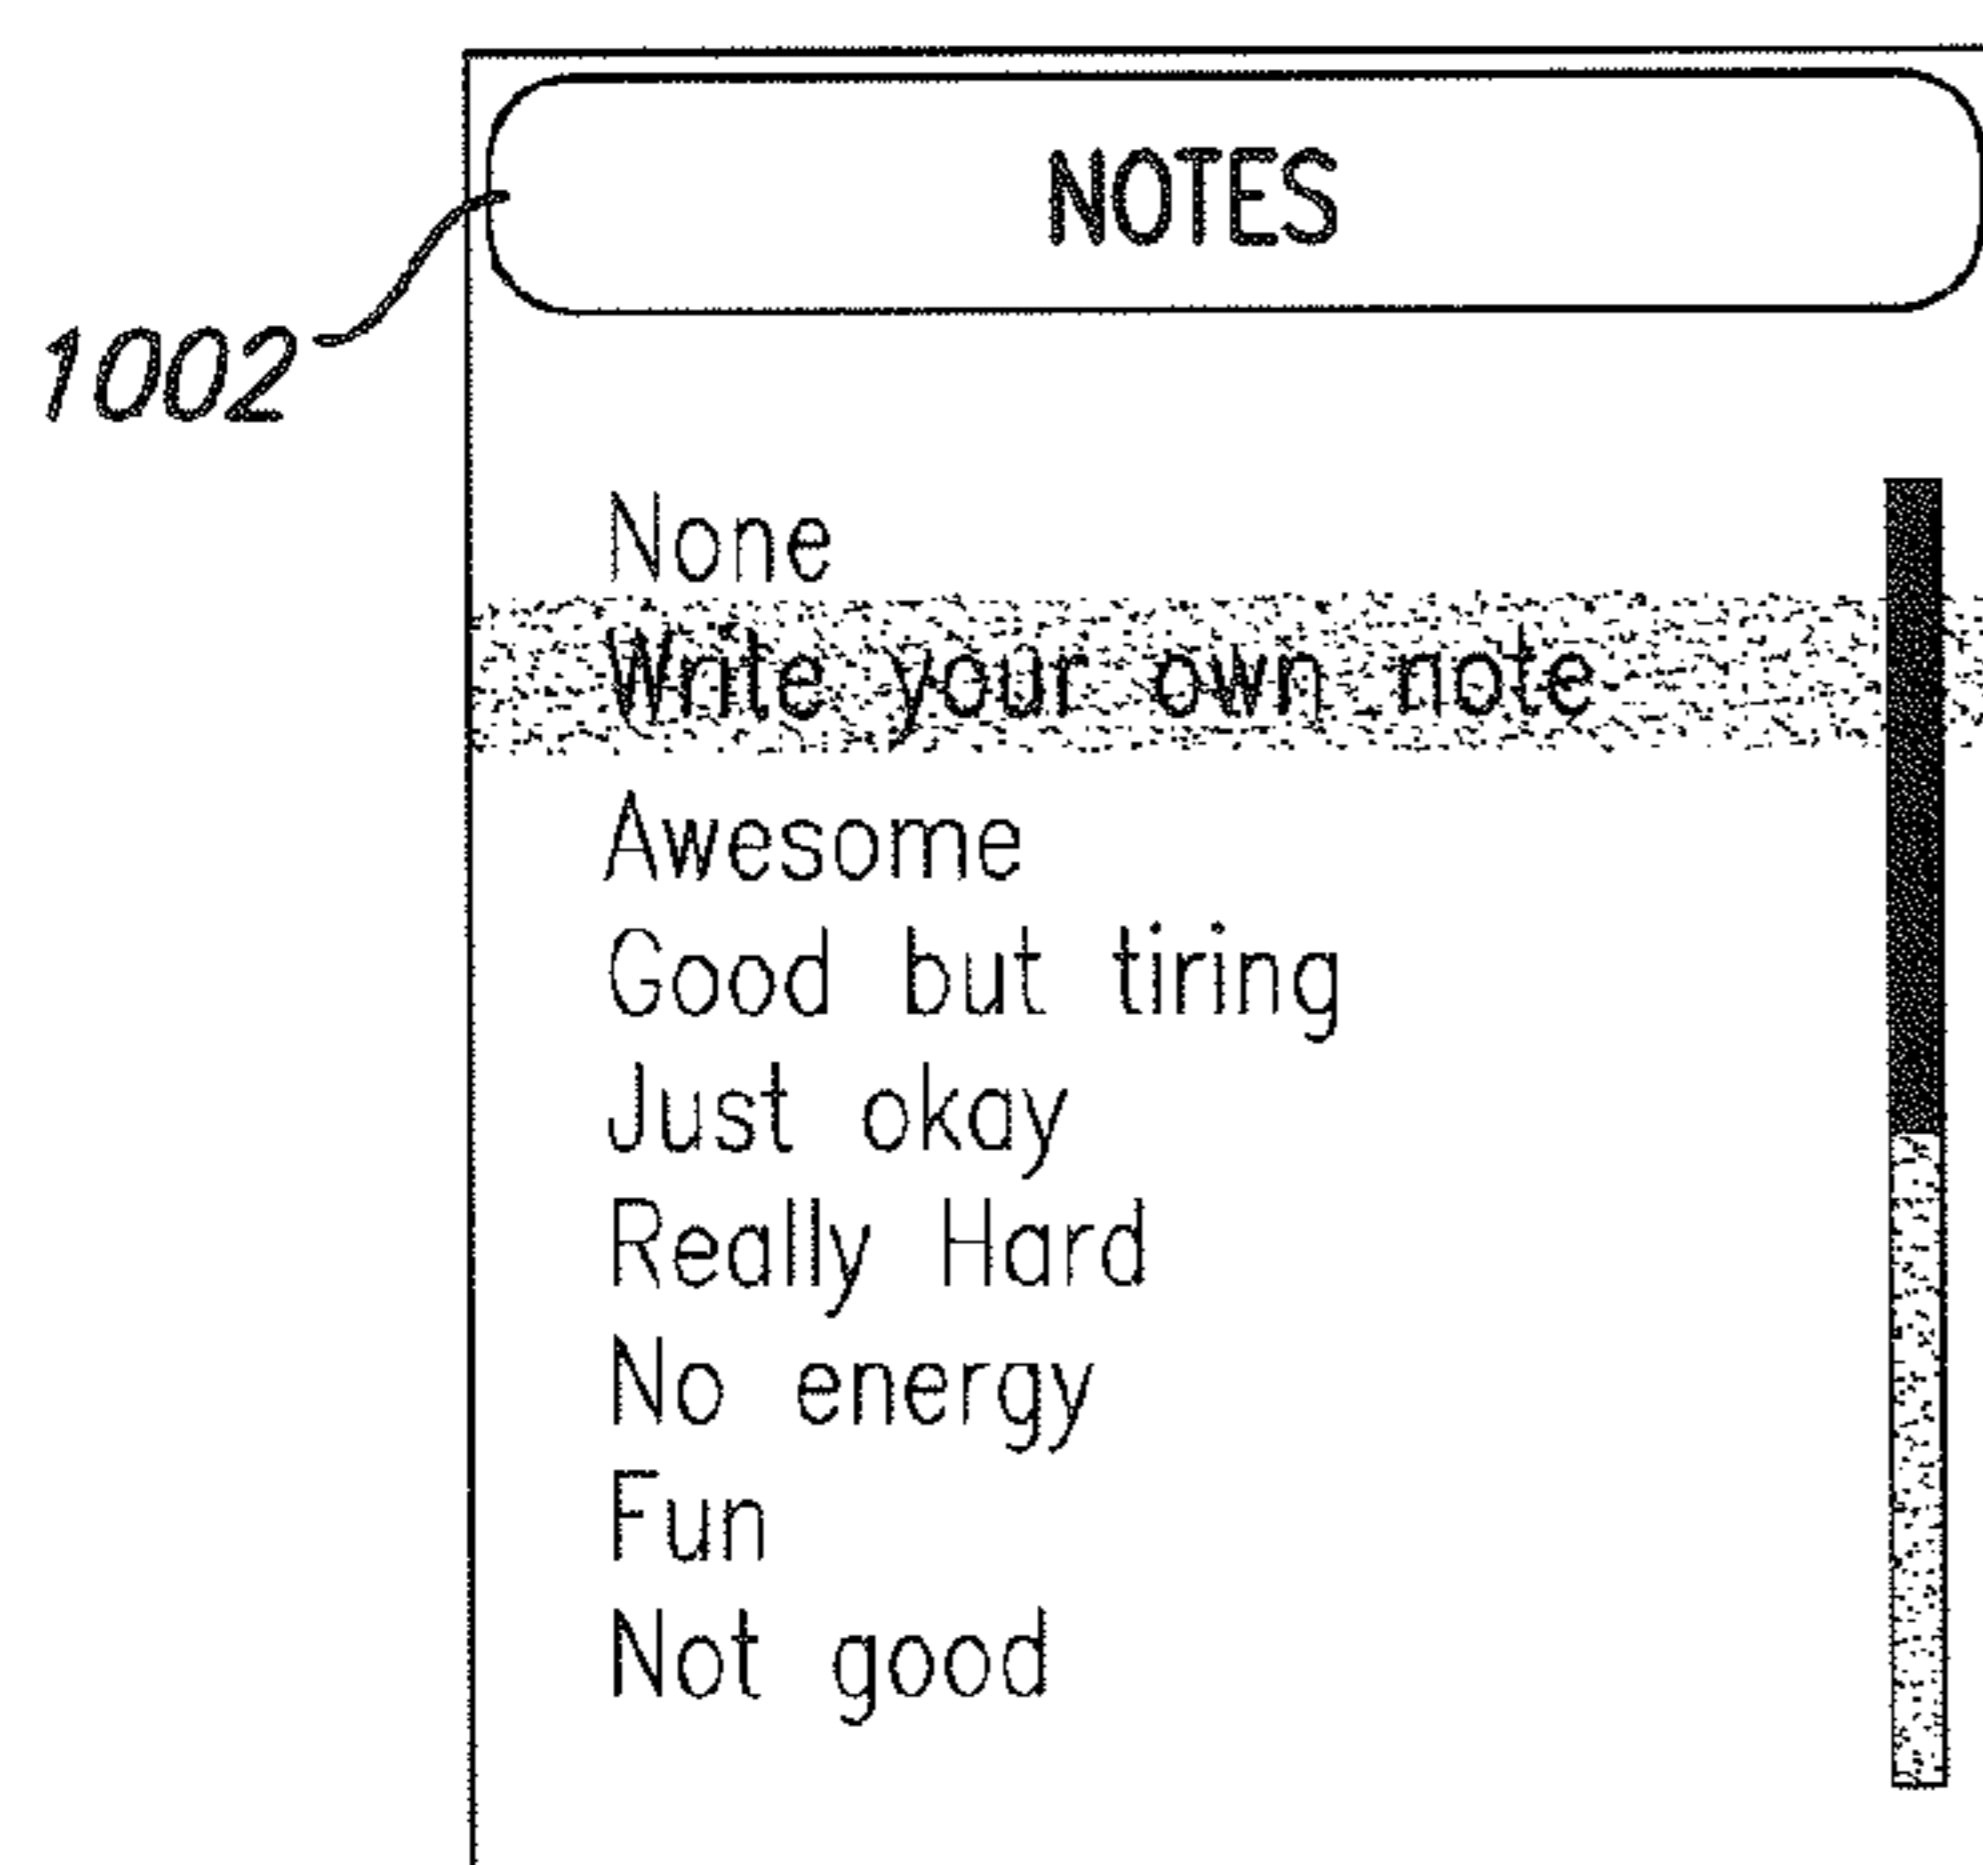 NOTES
1002
None
Write your own note
Awesome
Good but tiring
Just okay
Really Hard
No energy
Fun
Not good